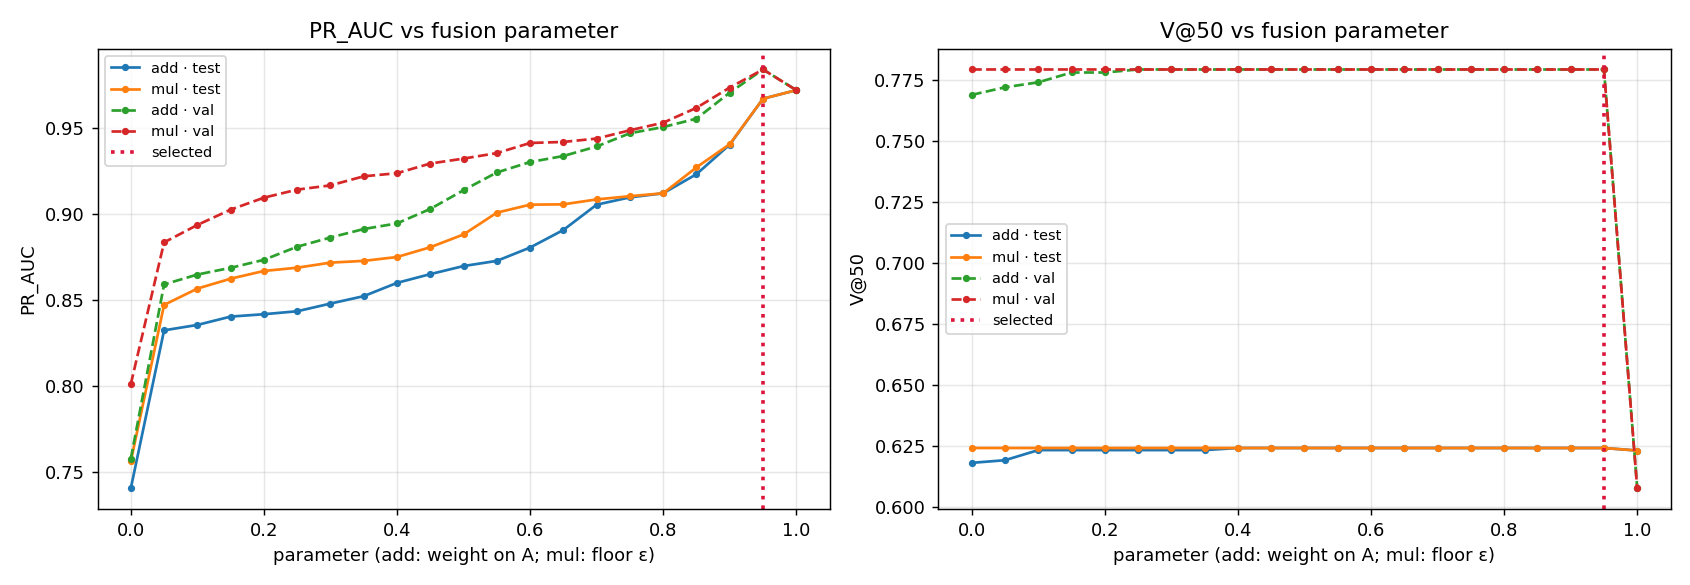 PR_AUC vs fusion parameter
PR_AUC
0.95
0.90
0.85
0.80
0.75
add · test
mul · test
add · val
mul · val
selected
0.0 0.2 0.4 0.6 0.8 1.0
parameter (add: weight on A; mul: floor ε)
V@50 vs fusion parameter
V@50
0.775
0.750
0.725
0.700
0.675
0.650
0.625
0.600
add · test
mul · test
add · val
mul · val
selected
0.0 0.2 0.4 0.6 0.8 1.0
parameter (add: weight on A; mul: floor ε)